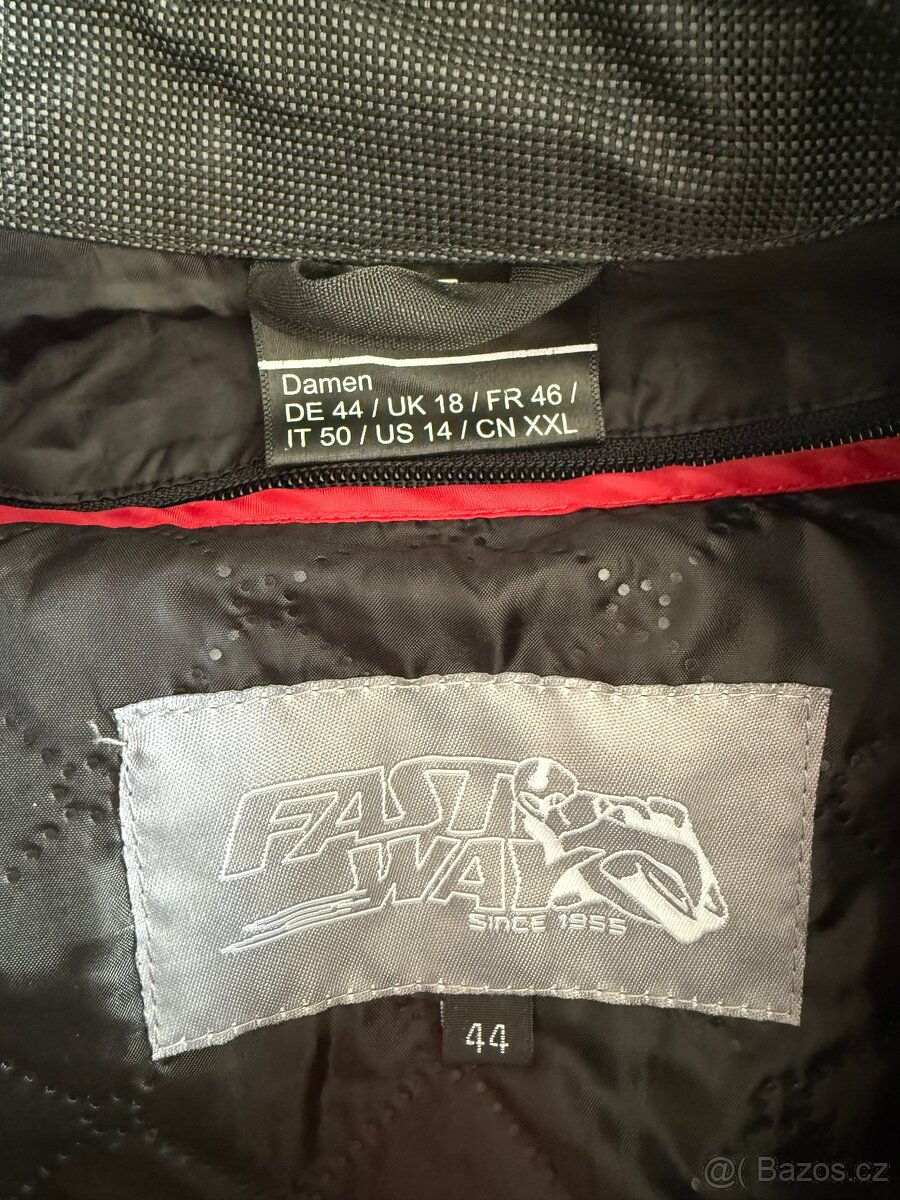 Damen
DE 44 / UK 18 / FR 46 /
IT 50 / US 14 / CN XXL
FAST
WAY
SINCE 1955
44
@( Bazos.cz